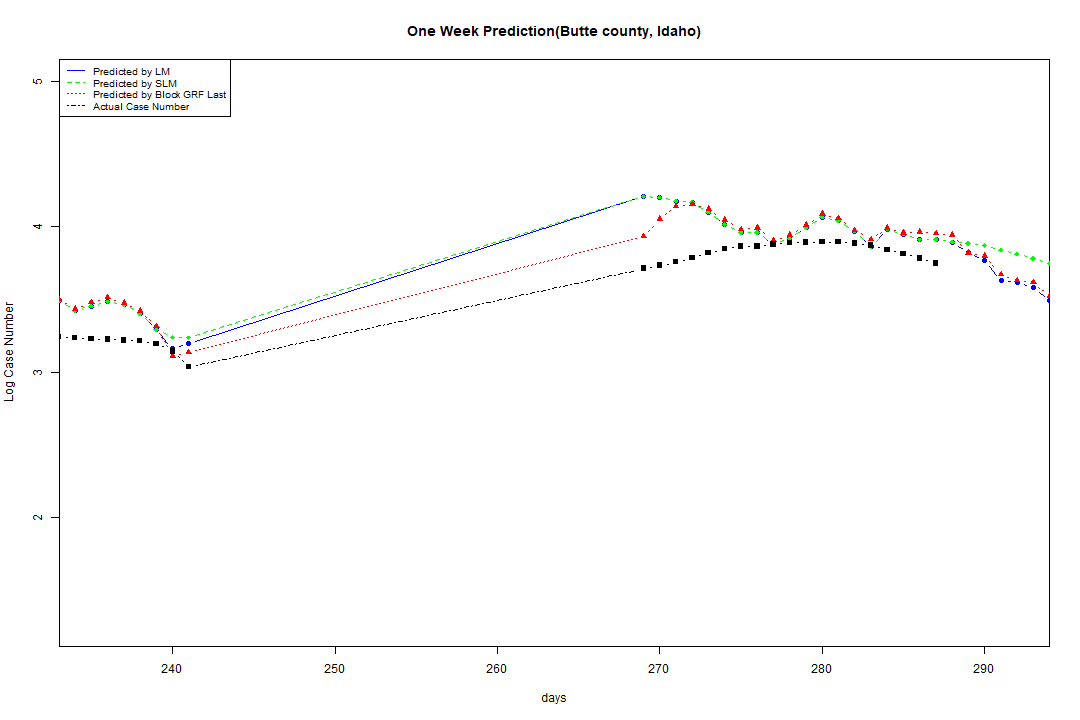 One Week Prediction(Butte county, Idaho)
Predicted by LM
Predicted by SLM
Predicted by Block GRF Last
Actual Case Number
5
4
3
2
Log Case Number
240 250 260 270 280 290
days